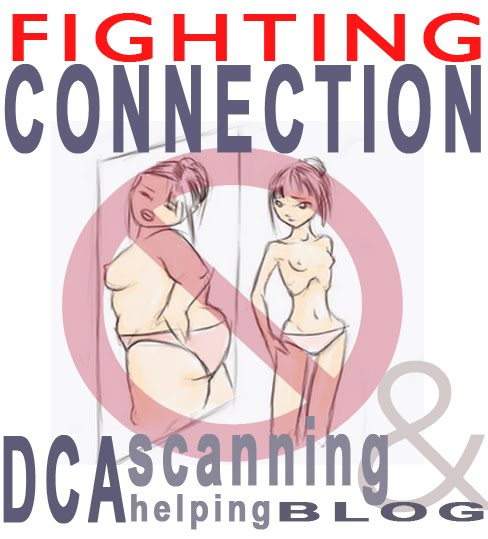 FIGHTING
CONNECTION
DCA scanning &
helping BLOG